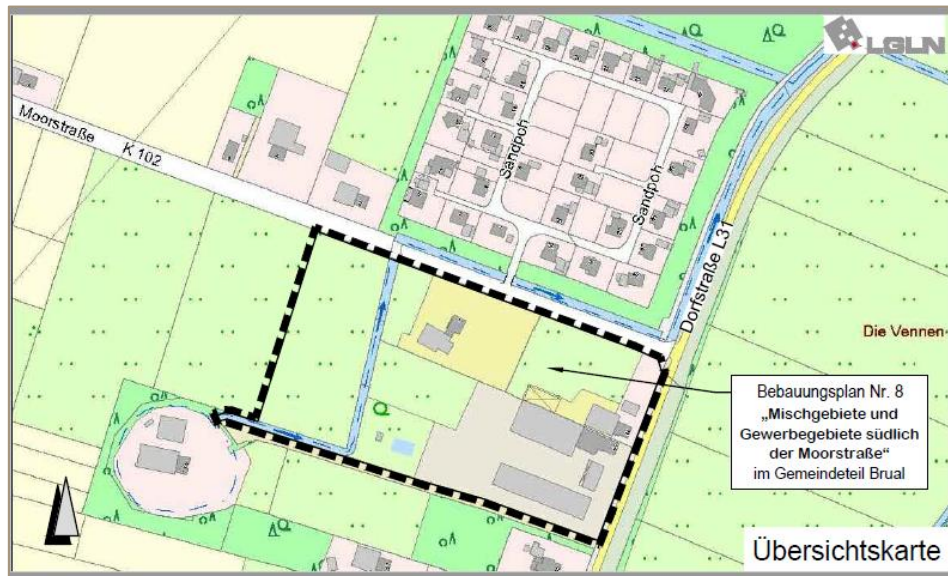 LGLN
Moorstraße K 102
Sandpoh
Sandpoh
Dorfstraße L31
Die Vennen
Bebauungsplan Nr. 8
„Mischgebiete und
Gewerbegebiete südlich
der Moorstraße“
im Gemeindeteil Brual
Übersichtskarte